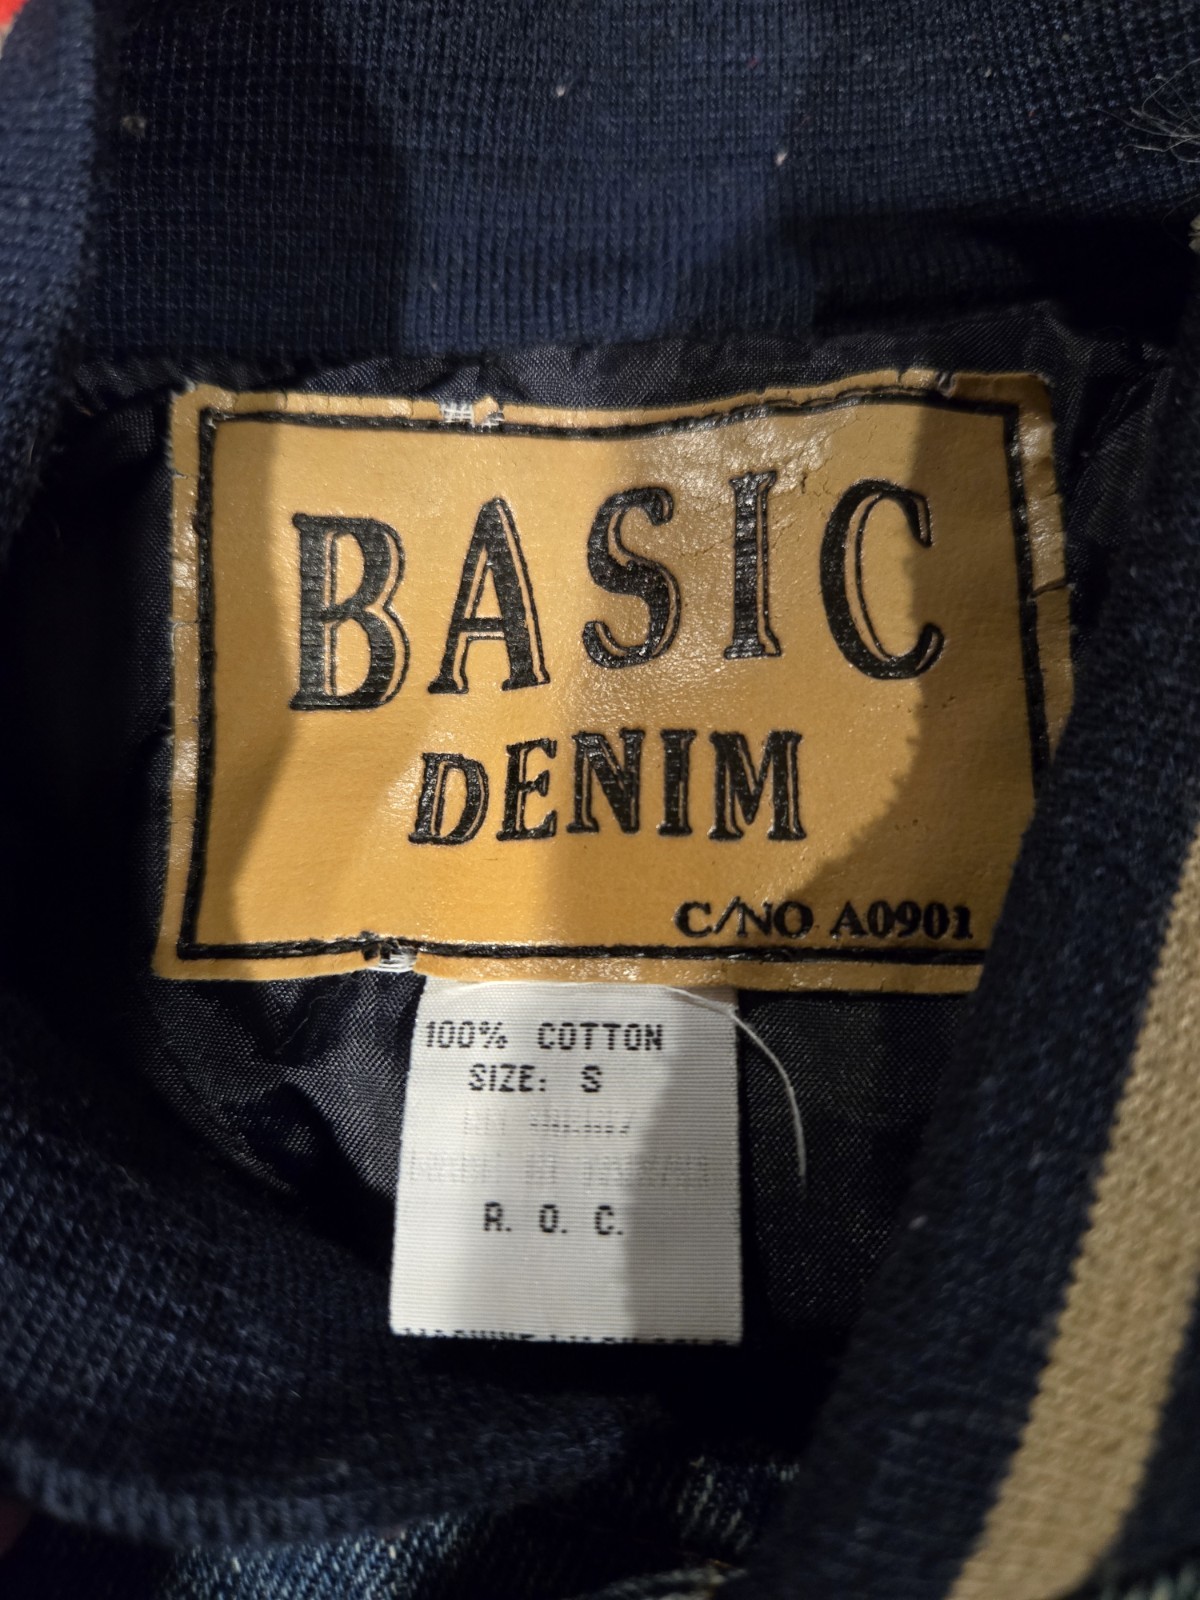 BASIC
DENIM
C/NO A0901
100% COTTON
SIZE: S
R. O. C.